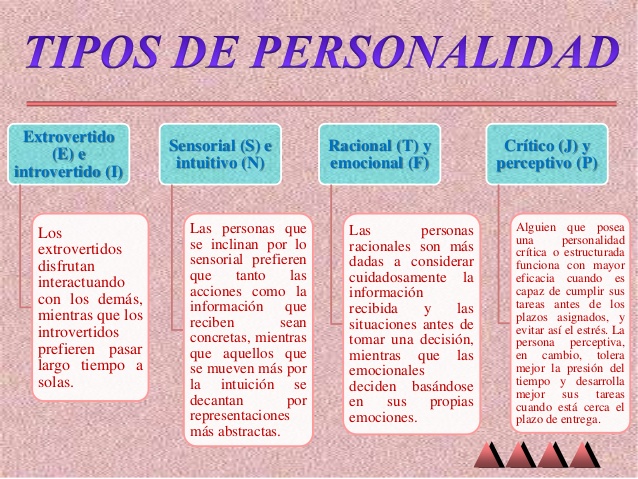 TIPOS DE PERSONALIDAD
Extrovertido
(E) e
introvertido (I)
Los
extrovertidos
disfrutan
interactuando
con los demás,
mientras que los
introvertidos
prefieren pasar
largo tiempo a
solas.
Sensorial (S) e
intuitivo (N)
Las personas que
se inclinan por lo
sensorial prefieren
que tanto las
acciones como la
información que
reciben sean
concretas, mientras
que aquellos que
se mueven más por
la intuición se
decantan por
representaciones
más abstractas.
Racional (T) y
emocional (F)
Las personas
racionales son más
dadas a considerar
cuidadosamente la
información
recibida y las
situaciones antes de
tomar una decisión,
mientras que las
emocionales
deciden basándose
en sus propias
emociones.
Crítico (J) y
perceptivo (P)
Alguien que posea
una personalidad
crítica o estructurada
funciona con mayor
eficacia cuando es
capaz de cumplir sus
tareas antes de los
plazos asignados, y
evitar así el estrés. La
persona perceptiva,
en cambio, tolera
mejor la presión del
tiempo y desarrolla
mejor sus tareas
cuando está cerca el
plazo de entrega.